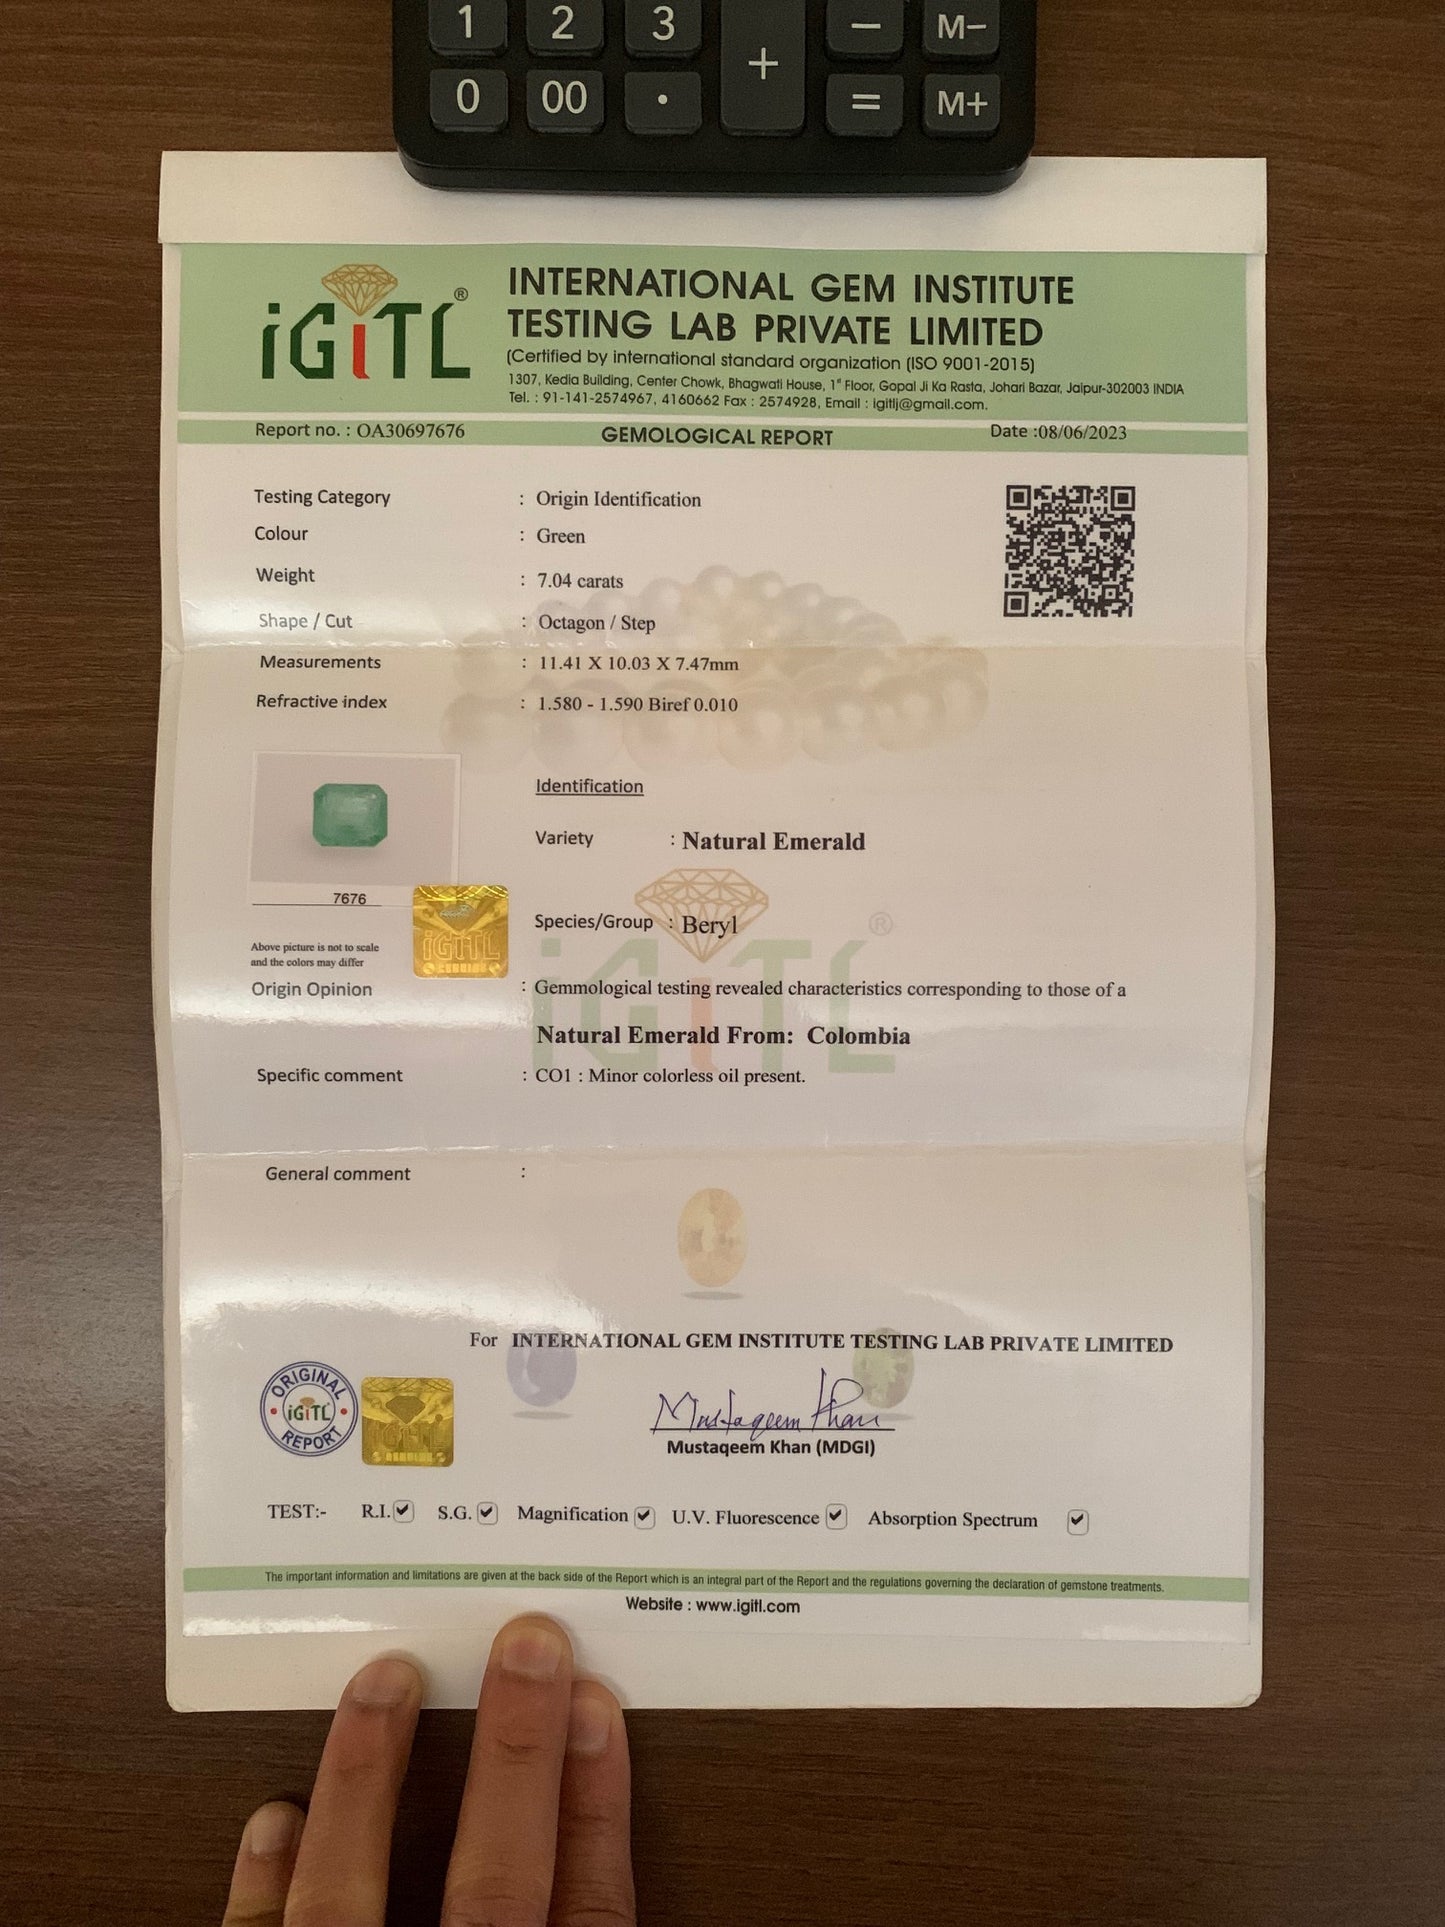 1 2 3 + − M−
0 00 . = M+
iGiTL®
INTERNATIONAL GEM INSTITUTE
TESTING LAB PRIVATE LIMITED
(Certified by international standard organization (ISO 9001-2015)
1307, Kedia Building, Center Chowk, Bhagwati House, 1st Floor, Gopal Ji Ka Rasta, Johari Bazar, Jaipur-302003 INDIA
Tel. : 91-141-2574967, 4160662 Fax : 2574928, Email : igitlj@gmail.com.
Report no. : OA30697676 GEMOLOGICAL REPORT Date :08/06/2023
Testing Category : Origin Identification
Colour : Green
Weight : 7.04 carats
Shape / Cut : Octagon / Step
Measurements : 11.41 X 10.03 X 7.47mm
Refractive index : 1.580 - 1.590 Biref 0.010
Identification
Variety : Natural Emerald
7676
iGiTL
GENUINE
Species/Group : Beryl
iGiTL®
Above picture is not to scale
and the colors may differ
Origin Opinion : Gemmological testing revealed characteristics corresponding to those of a
Natural Emerald From: Colombia
Specific comment : CO1 : Minor colorless oil present.
General comment :
For INTERNATIONAL GEM INSTITUTE TESTING LAB PRIVATE LIMITED
ORIGINAL
iGiTL
REPORT
iGiTL
GENUINE
Mustaqeem Khan
Mustaqeem Khan (MDGI)
TEST:- R.I. S.G. Magnification U.V. Fluorescence Absorption Spectrum
The important information and limitations are given at the back side of the Report which is an integral part of the Report and the regulations governing the declaration of gemstone treatments.
Website : www.igitl.com